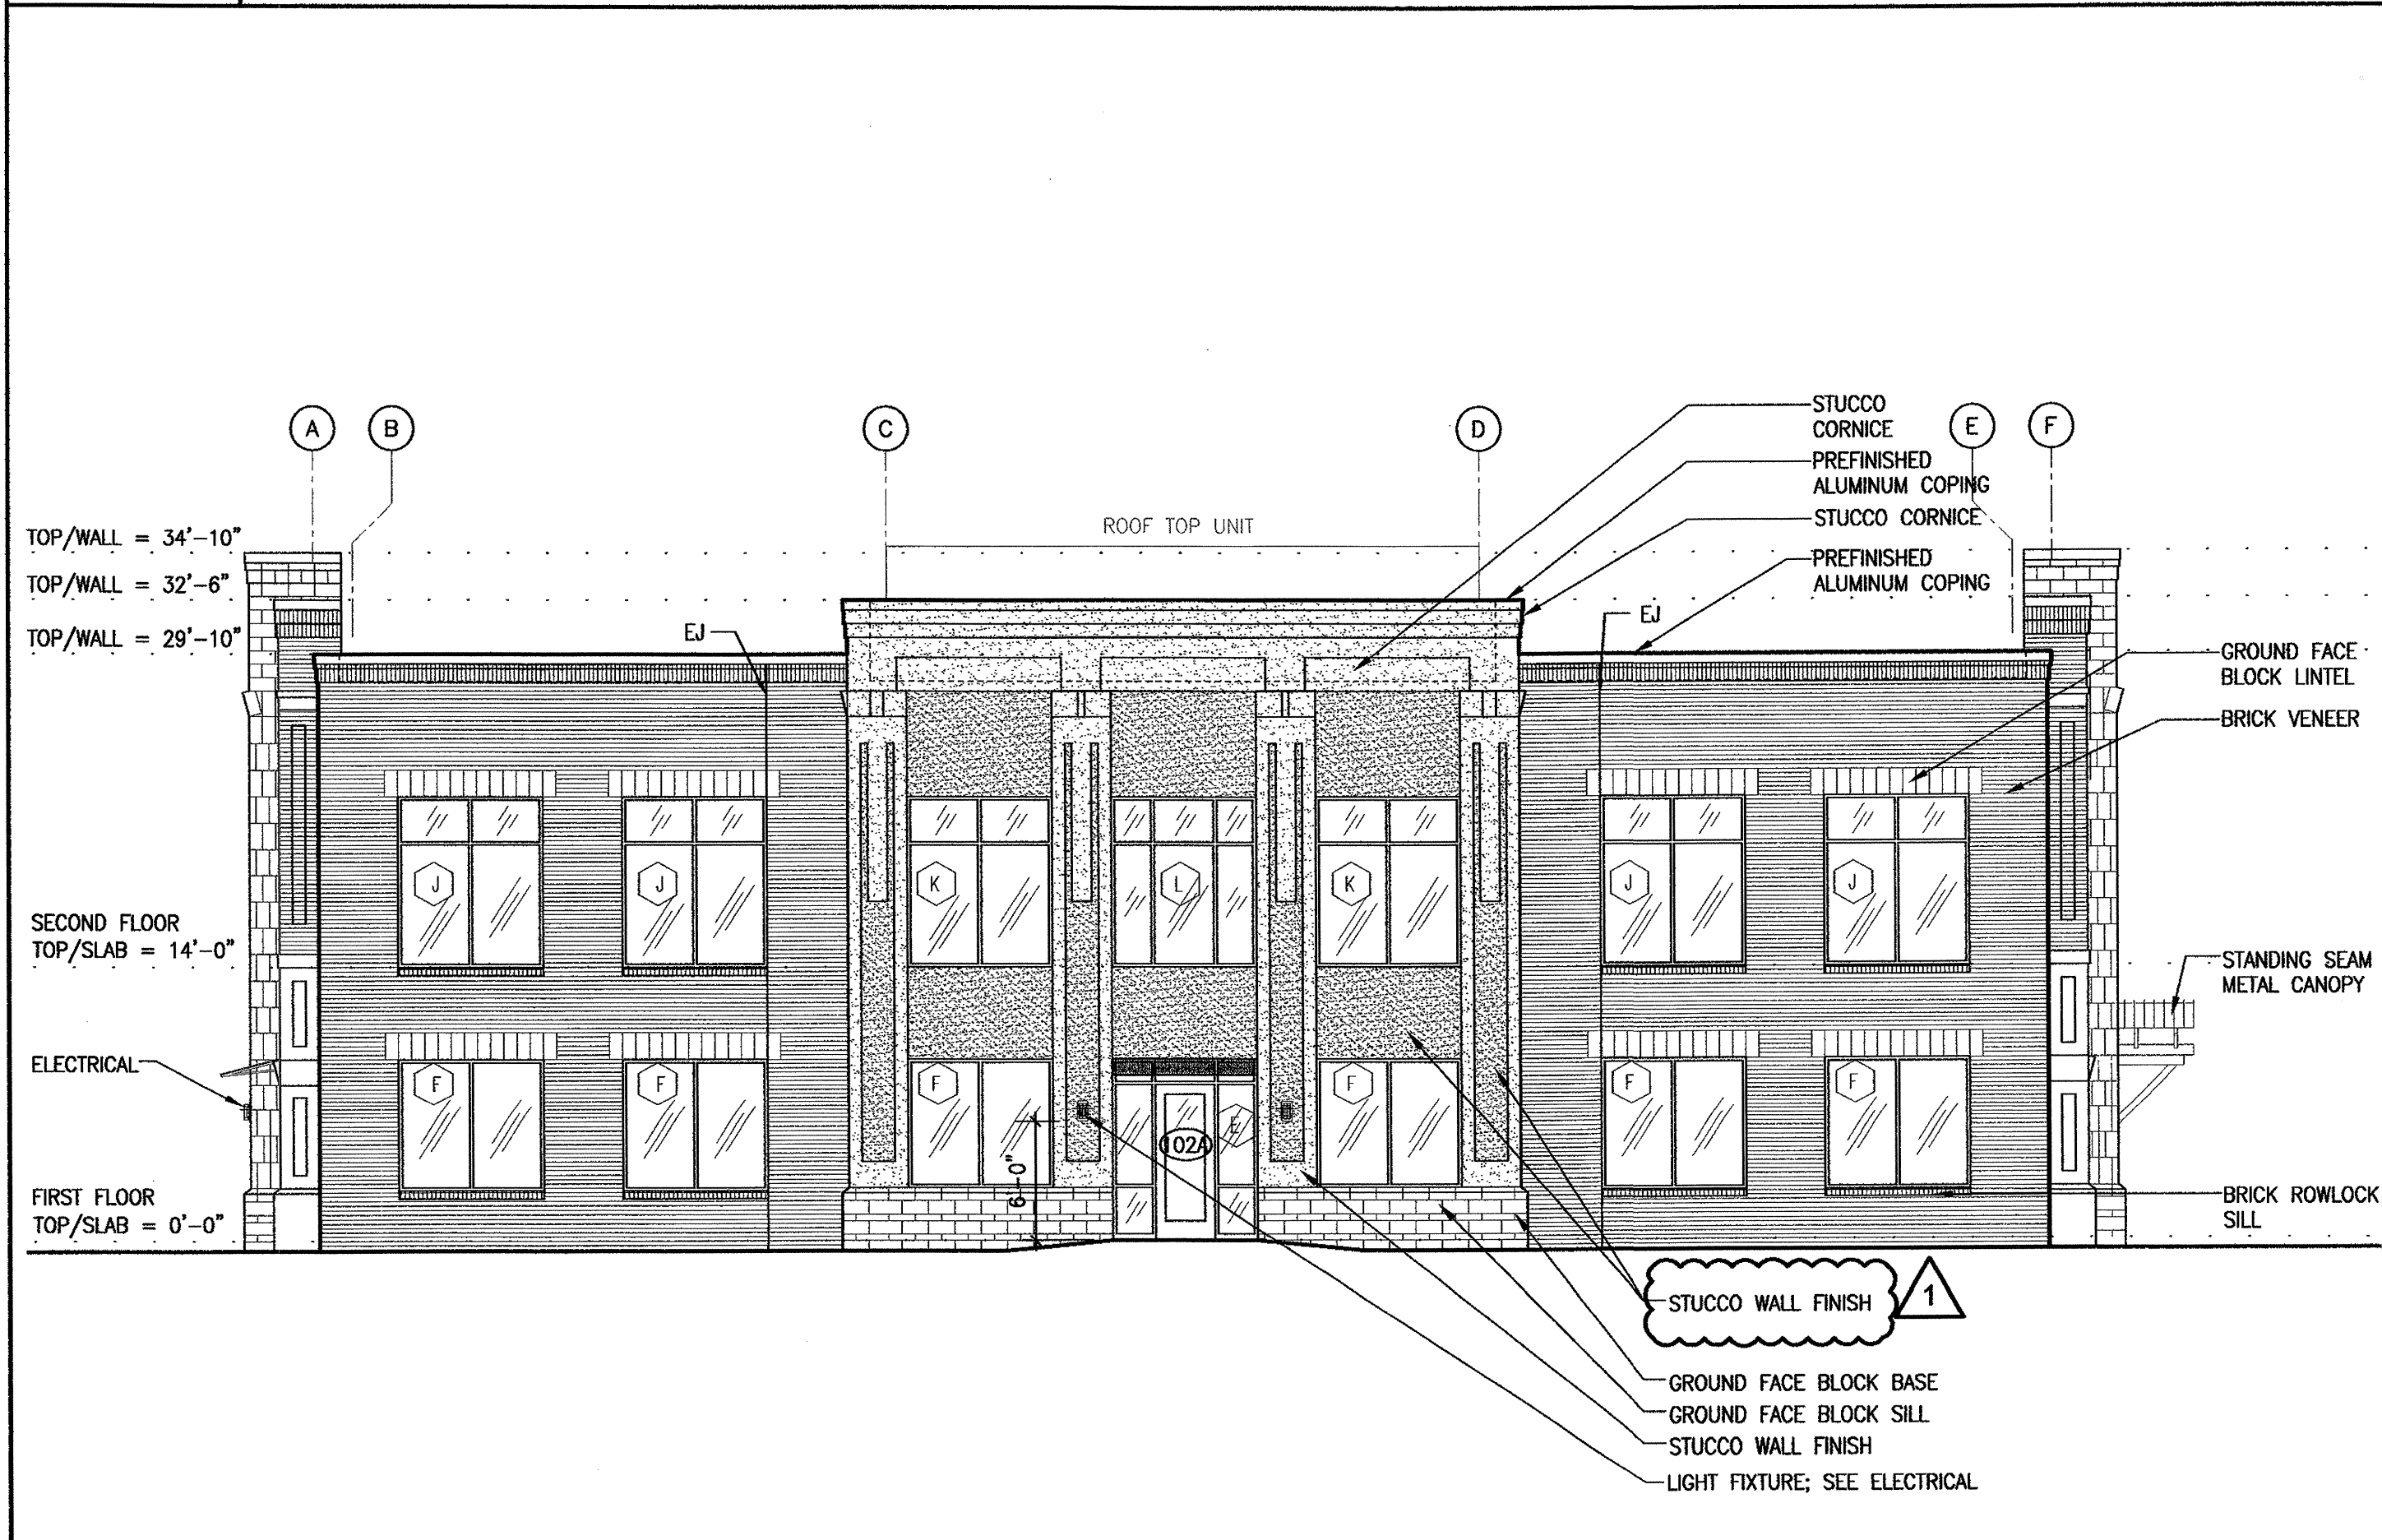 A
B
C
D
E
F
STUCCO
CORNICE
PREFINISHED
ALUMINUM COPING
STUCCO CORNICE
PREFINISHED
ALUMINUM COPING
ROOF TOP UNIT
TOP/WALL = 34'-10"
TOP/WALL = 32'-6"
TOP/WALL = 29'-10"
EJ
EJ
GROUND FACE
BLOCK LINTEL
BRICK VENEER
J
J
K
L
K
J
J
SECOND FLOOR
TOP/SLAB = 14'-0"
STANDING SEAM
METAL CANOPY
ELECTRICAL
F
F
F
E
F
F
F
102A
6'-0"
FIRST FLOOR
TOP/SLAB = 0'-0"
BRICK ROWLOCK
SILL
STUCCO WALL FINISH
1
GROUND FACE BLOCK BASE
GROUND FACE BLOCK SILL
STUCCO WALL FINISH
LIGHT FIXTURE; SEE ELECTRICAL